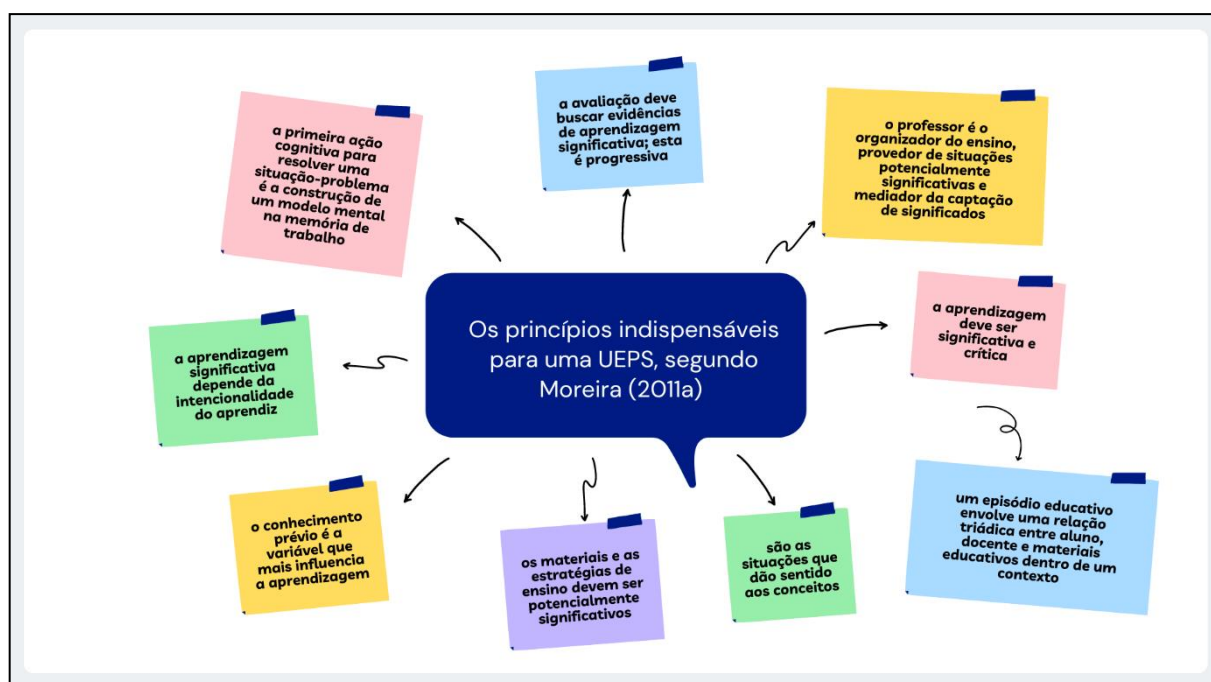 a primeira ação
cognitiva para
resolver uma
situação-problema
é a construção de
um modelo mental
na memória de
trabalho
a avaliação deve
buscar evidências
de aprendizagem
significativa; esta
é progressiva
o professor é o
organizador do ensino,
provedor de situações
potencialmente
significativas e
mediador da captação
de significados
Os princípios indispensáveis
para uma UEPS, segundo
Moreira (2011a)
a aprendizagem
deve ser
significativa e
crítica
a aprendizagem
significativa
depende da
intencionalidade
do aprendiz
o conhecimento
prévio é a
variável que
mais influencia
a aprendizagem
os materiais e as
estratégias de
ensino devem ser
potencialmente
significativos
são as
situações que
dão sentido
aos conceitos
um episódio educativo
envolve uma relação
triádica entre aluno,
docente e materiais
educativos dentro de um
contexto